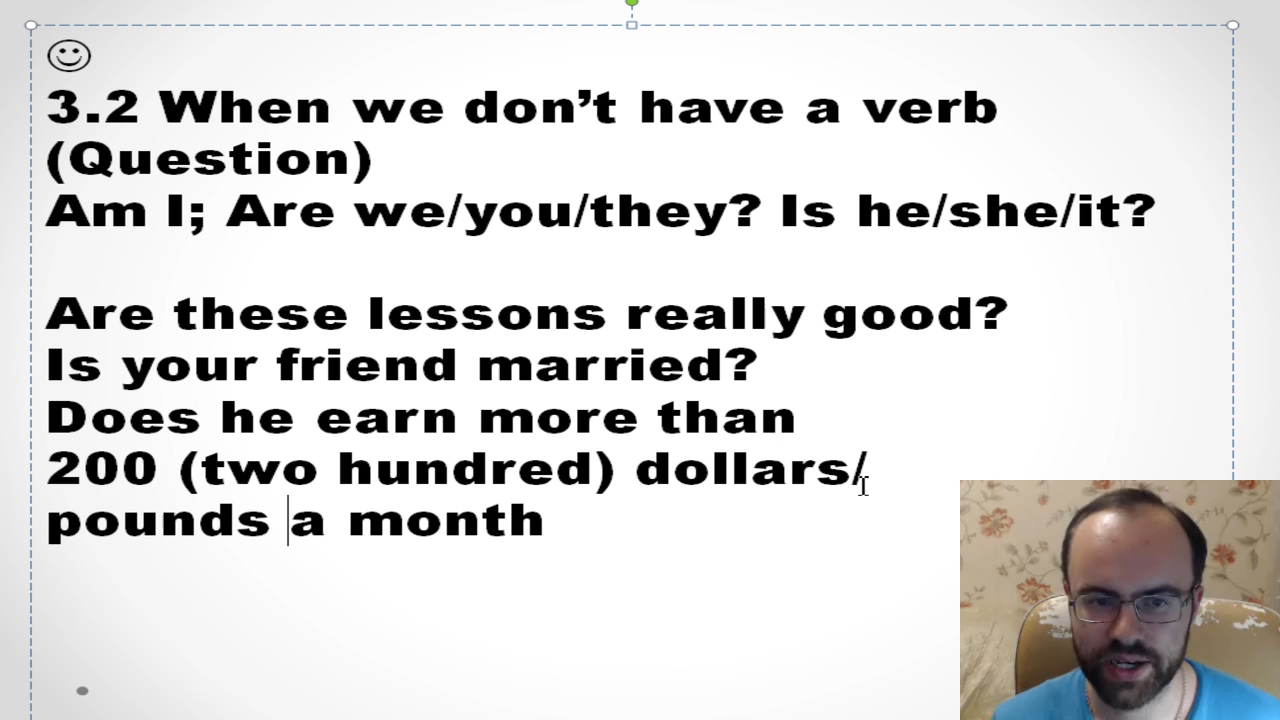 3.2 When we don’t have a verb
(Question)
Am I; Are we/you/they? Is he/she/it?
Are these lessons really good?
Is your friend married?
Does he earn more than
200 (two hundred) dollars/
pounds a month